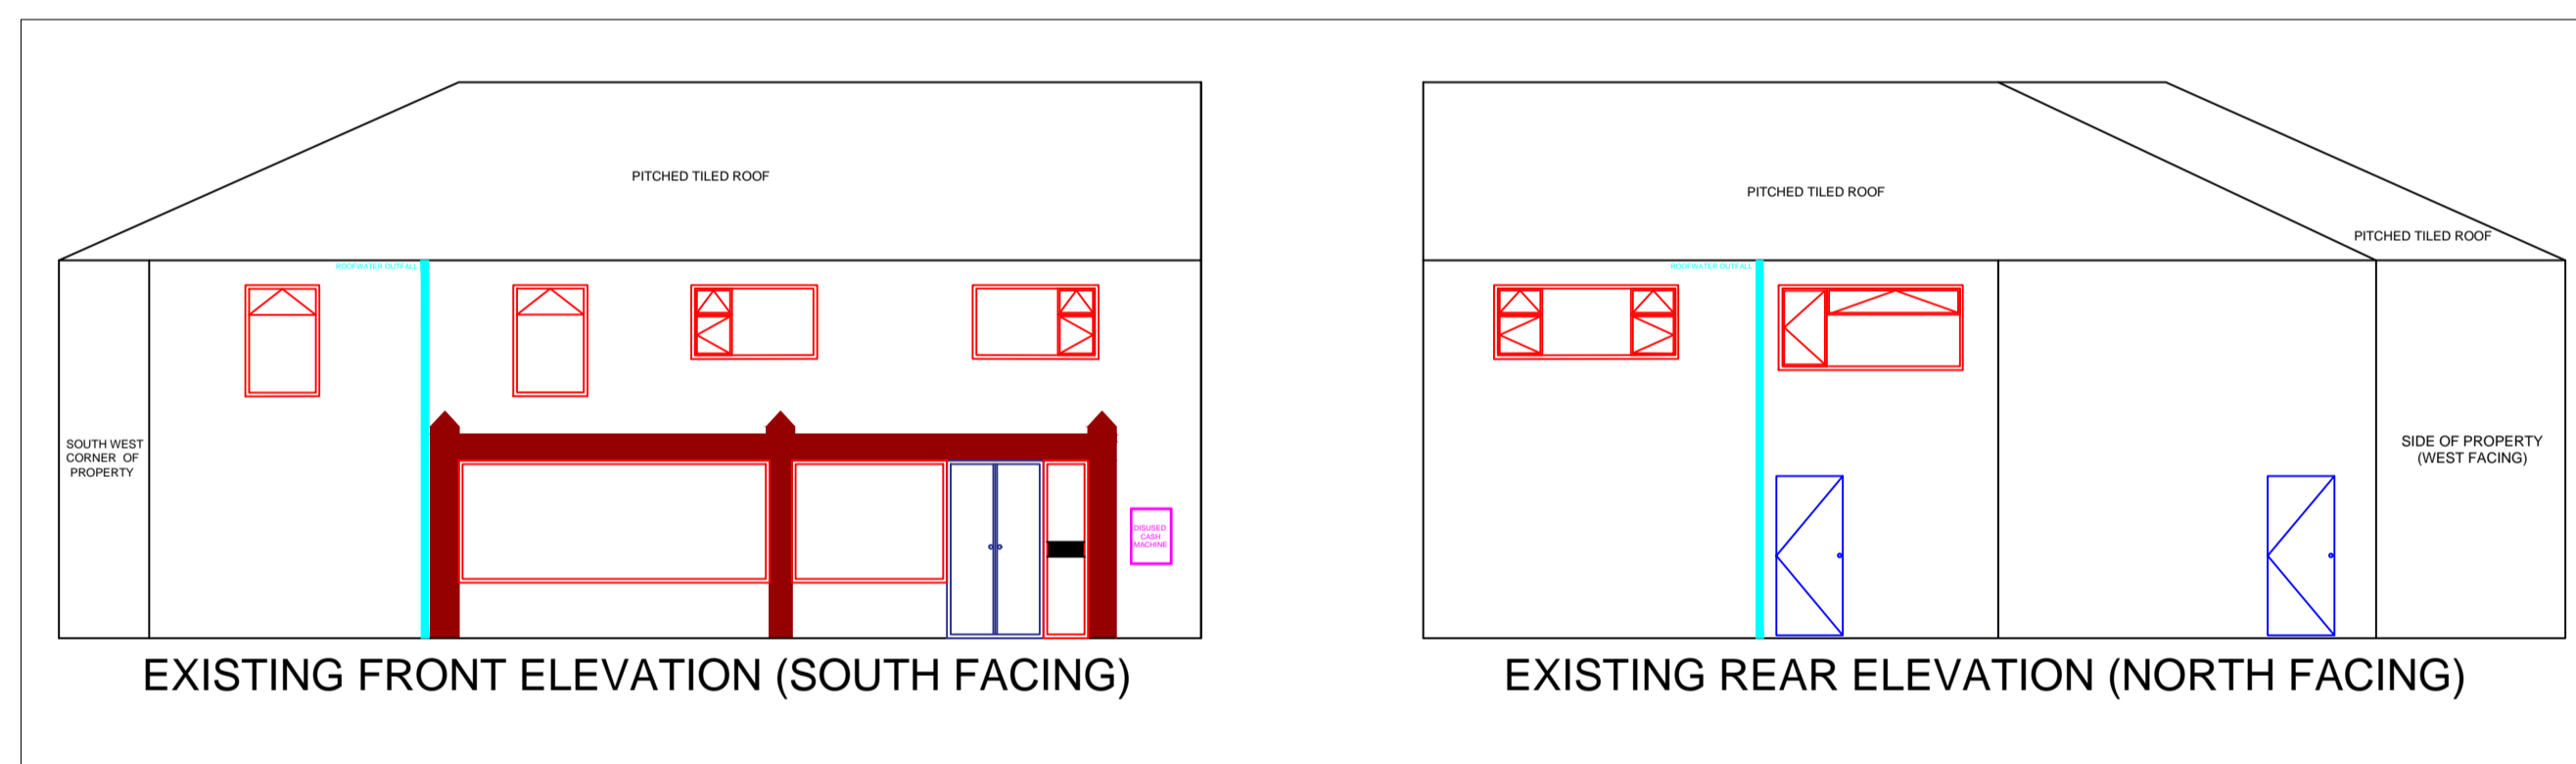 PITCHED TILED ROOF
ROOFWATER OUTFALL
SOUTH WEST
CORNER OF
PROPERTY
DISUSED
CASH
MACHINE
EXISTING FRONT ELEVATION (SOUTH FACING)
PITCHED TILED ROOF
PITCHED TILED ROOF
ROOFWATER OUTFALL
SIDE OF PROPERTY
(WEST FACING)
EXISTING REAR ELEVATION (NORTH FACING)